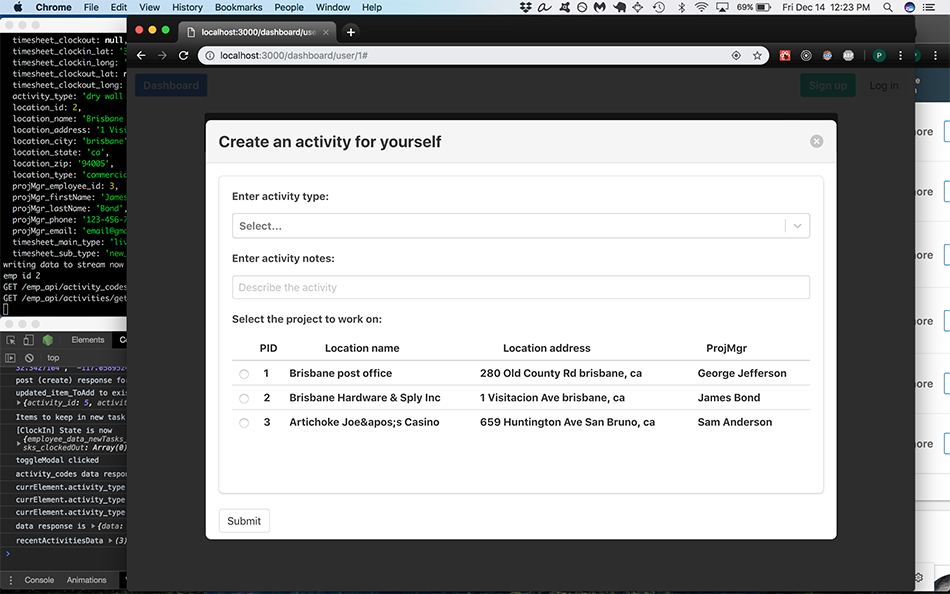 Chrome File Edit View History Bookmarks People Window Help 69% Fri Dec 14 12:23 PM
timesheet_clockout: null,
timesheet_clockin_lat:
timesheet_clockin_long:
timesheet_clockout_lat:
timesheet_clockout_long:
activity_type: 'dry wall
location_id: 2,
location_name: 'Brisbane
location_address: '1 Visi
location_city: 'brisbane'
location_state: 'ca',
location_zip: '94005',
location_type: 'commercia
projMgr_employee_id: 3,
projMgr_firstName: 'James
projMgr_lastName: 'Bond',
projMgr_phone: '123-456-7
projMgr_email: 'email@gma
timesheet_main_type: 'liv
timesheet_sub_type: 'new_
writing data to stream now
emp id 2
GET /emp_api/activity_codes
GET /emp_api/activities/get
Elements
top
post (create) response for
updated_item_ToAdd to exis
{activity_id: 5, activit
Items to keep in new task
[ClockIn] State is now
{employee_data_newTasks_
sks_clockedOut: Array(0)
toggleModal clicked
activity_codes data respon
currElement.activity_type
currElement.activity_type
currElement.activity_type
data response is {data:
recentActivitiesData (3)
Console Animations
localhost:3000/dashboard/use
localhost:3000/dashboard/user/1#
P
Dashboard Sign up Log in
Create an activity for yourself
Enter activity type:
Select...
Enter activity notes:
Describe the activity
Select the project to work on:
PID Location name Location address ProjMgr
1 Brisbane post office 280 Old County Rd brisbane, ca George Jefferson
2 Brisbane Hardware & Sply Inc 1 Visitacion Ave brisbane, ca James Bond
3 Artichoke Joe&apos;s Casino 659 Huntington Ave San Bruno, ca Sam Anderson
Submit
ore
ore
ore
ore
ore
ore